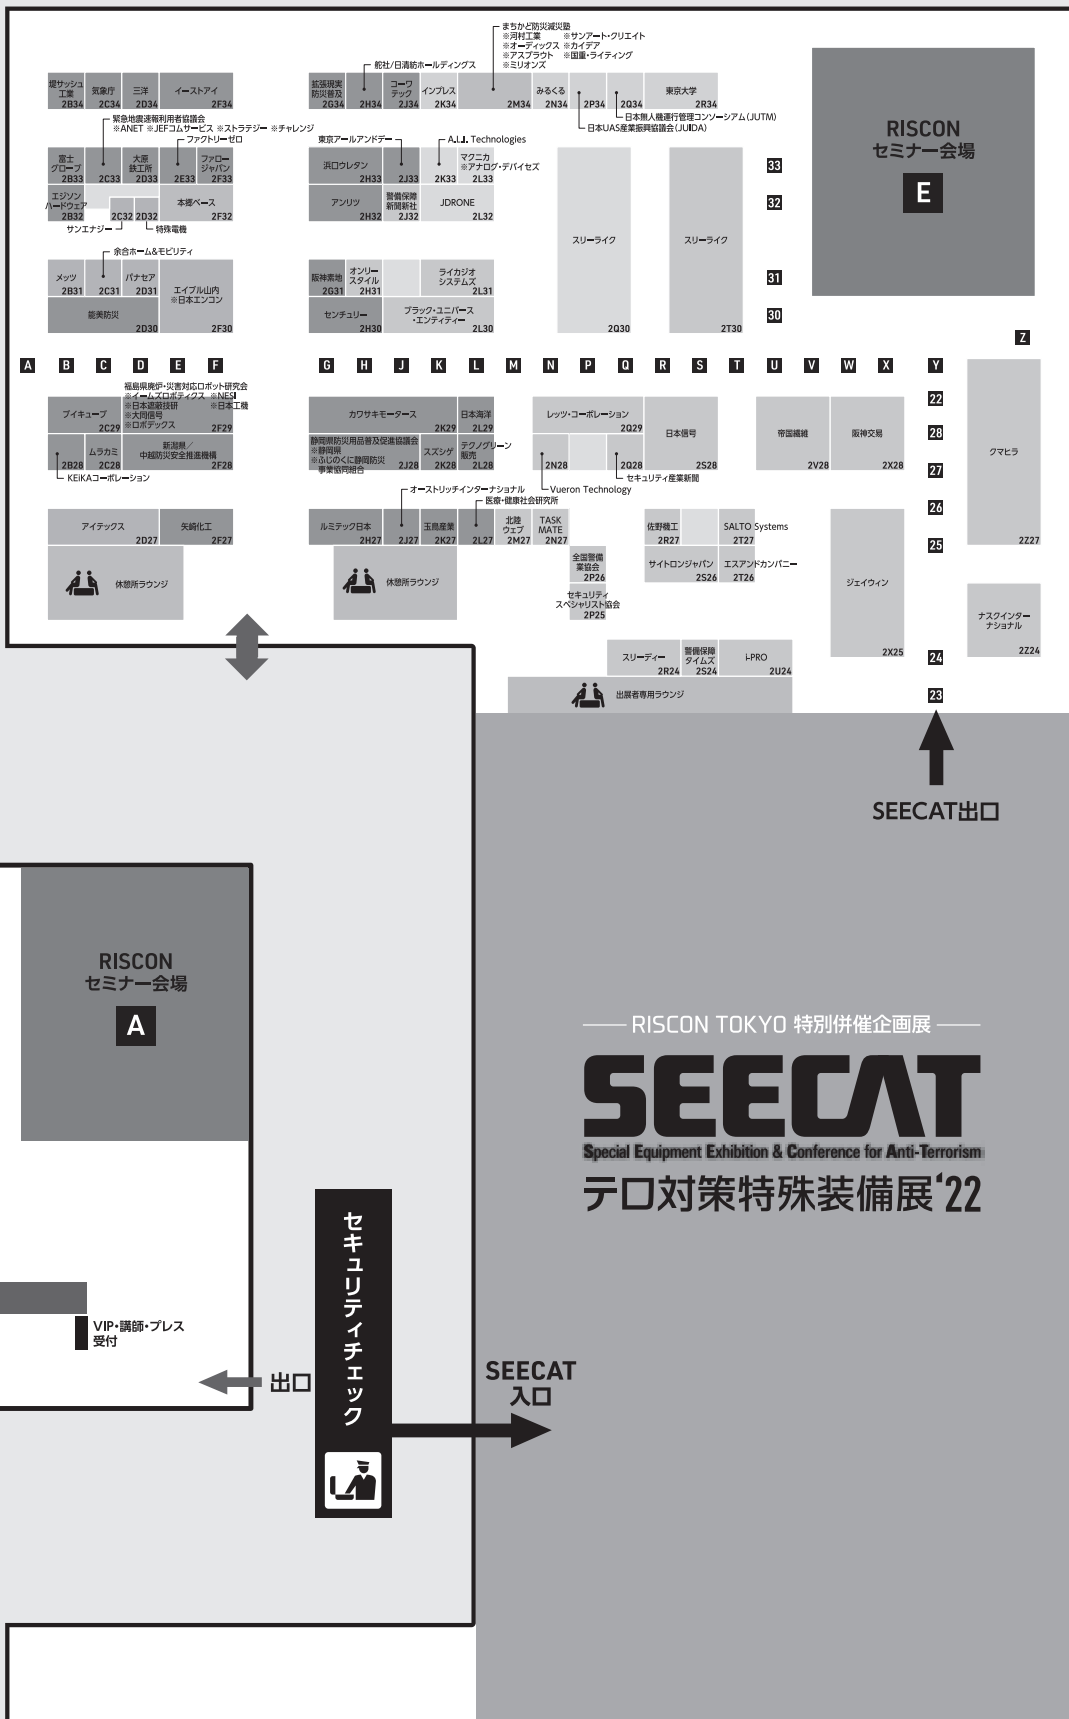 まちかど防災減災塾
※河村工業 ※サンアート・クリエイト
※オーディックス ※カイデア
※アスプラウト ※国重・ライティング
※ミリオンズ
舵社/日清紡ホールディングス
堤サッシュ
工業
2B34
気象庁
2C34
三洋
2D34
イーストアイ
2F34
拡張現実
防災普及
2G34
2H34
コーワ
テック
2J34
インプレス
2K34
2M34
みるくる
2N34
2P34
2Q34
東京大学
2R34
日本無人機運行管理コンソーシアム(JUTM)
日本UAS産業振興協議会(JUIDA)
緊急地震速報利用者協議会
※ANET ※JEFコムサービス ※ストラテジー ※チャレンジ
ファクトリーゼロ
東京アールアンドデー
A.L.I. Technologies
富士
グローブ
2B33
2C33
大原
鉄工所
2D33
2E33
ファロー
ジャパン
2F33
浜口ウレタン
2H33
2J33
2K33
マクニカ
※アナログ・デバイセズ
2L33
エジソン
ハードウェア
2B32
2C32
2D32
本郷ベース
2F32
サンエナジー
特殊電機
アンリツ
2H32
警備保障
新聞新社
2J32
JDRONE
2L32
スリーライク
2Q30
スリーライク
2T30
33
32
31
30
RISCON
セミナー会場
E
余合ホーム&モビリティ
メッツ
2B31
2C31
パナセア
2D31
エイブル山内
※日本エンコン
2F30
能美防災
2D30
阪神素地
2G31
オンリー
スタイル
2H31
ライカジオ
システムズ
2L31
センチュリー
2H30
ブラック・ユニバース
・エンティティー
2L30
A B C D E F G H J K L M N P Q R S T U V W X Y Z
福島県廃炉・災害対応ロボット研究会
※イームズロボティクス ※NESI
※日本遮蔽技研 ※日本工機
※大同信号
※ロボデックス
2F29
ブイキューブ
2C29
2B28
ムラカミ
2C28
新潟県/
中越防災安全推進機構
2F28
KEiKAコーポレーション
カワサキモータース
2K29
日本海洋
2L29
静岡県防災用品普及促進協議会
※静岡県
※ふじのくに静岡防災
事業協同組合
2J28
スズシゲ
2K28
テクノグリーン
販売
2L28
レッツ・コーポレーション
2Q29
2N28
2Q28
セキュリティ産業新聞
Vueron Technology
日本信号
2S28
帝国繊維
2V28
阪神交易
2X28
22
28
27
26
25
24
23
クマヒラ
2Z27
オーストリッチインターナショナル
医療・健康社会研究所
アイテックス
2D27
矢崎化工
2F27
ルミテック日本
2H27
2J27
玉島産業
2K27
2L27
北陸
ウェブ
2M27
TASK
MATE
2N27
佐野機工
2R27
SALTO Systems
2T27
休憩所ラウンジ
休憩所ラウンジ
全国警備
業協会
2P26
セキュリティ
スペシャリスト協会
2P25
サイトロンジャパン
2S26
エスアンドカンパニー
2T26
ジェイウィン
2X25
ナスクインター
ナショナル
2Z24
スリーディー
2R24
警備保障
タイムズ
2S24
i-PRO
2U24
出展者専用ラウンジ
SEECAT出口
RISCON
セミナー会場
A
RISCON TOKYO 特別併催企画展
SEECAT
Special Equipment Exhibition & Conference for Anti-Terrorism
テロ対策特殊装備展'22
セキュリティチェック
VIP・講師・プレス
受付
出口
SEECAT
入口